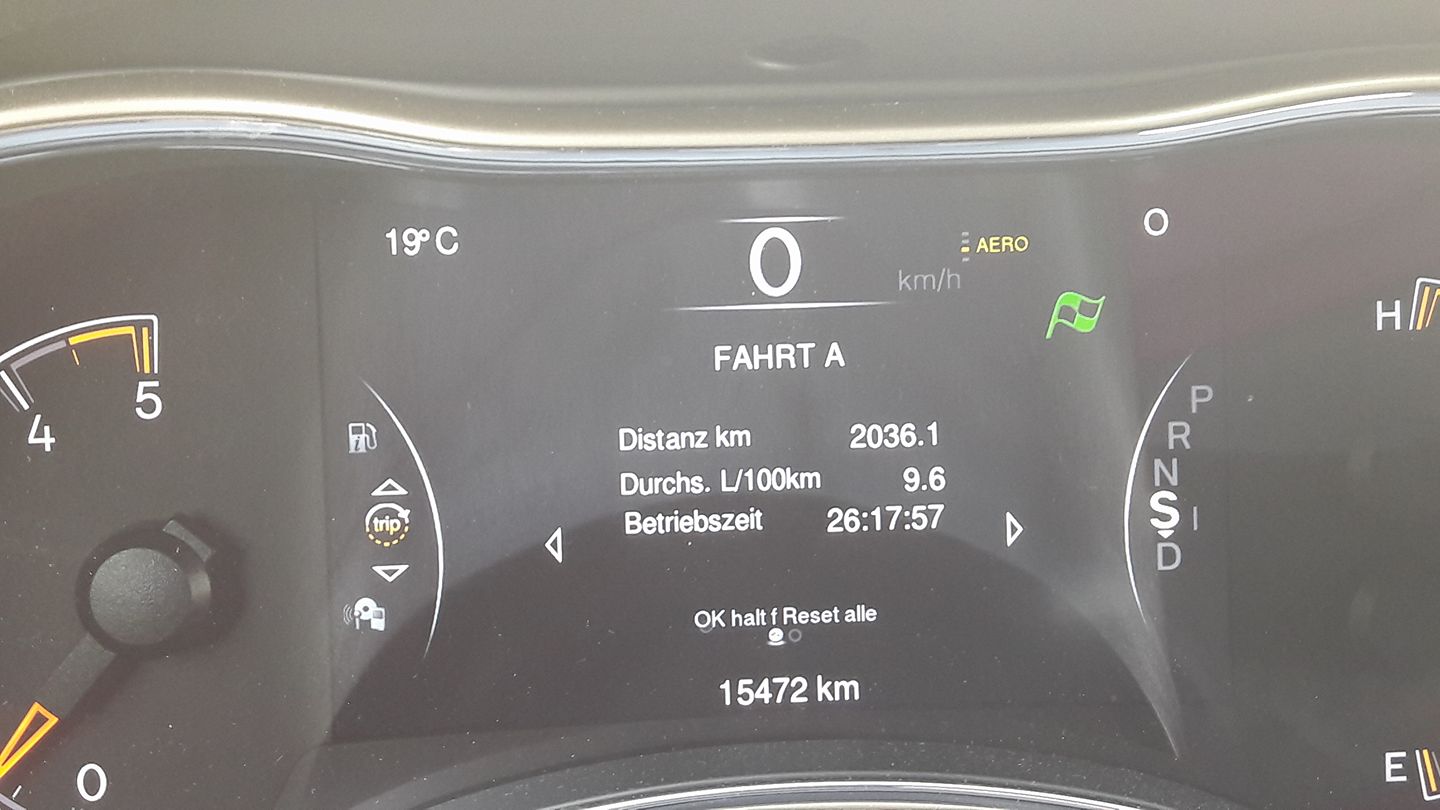 19°C
0
km/h
AERO
O
H
FAHRT A
4
5
P
R
N
S
I
D
Distanz km 2036.1
Durchs. L/100km 9.6
trip
Betriebszeit 26:17:57
OK halt f Reset alle
15472 km
0
E